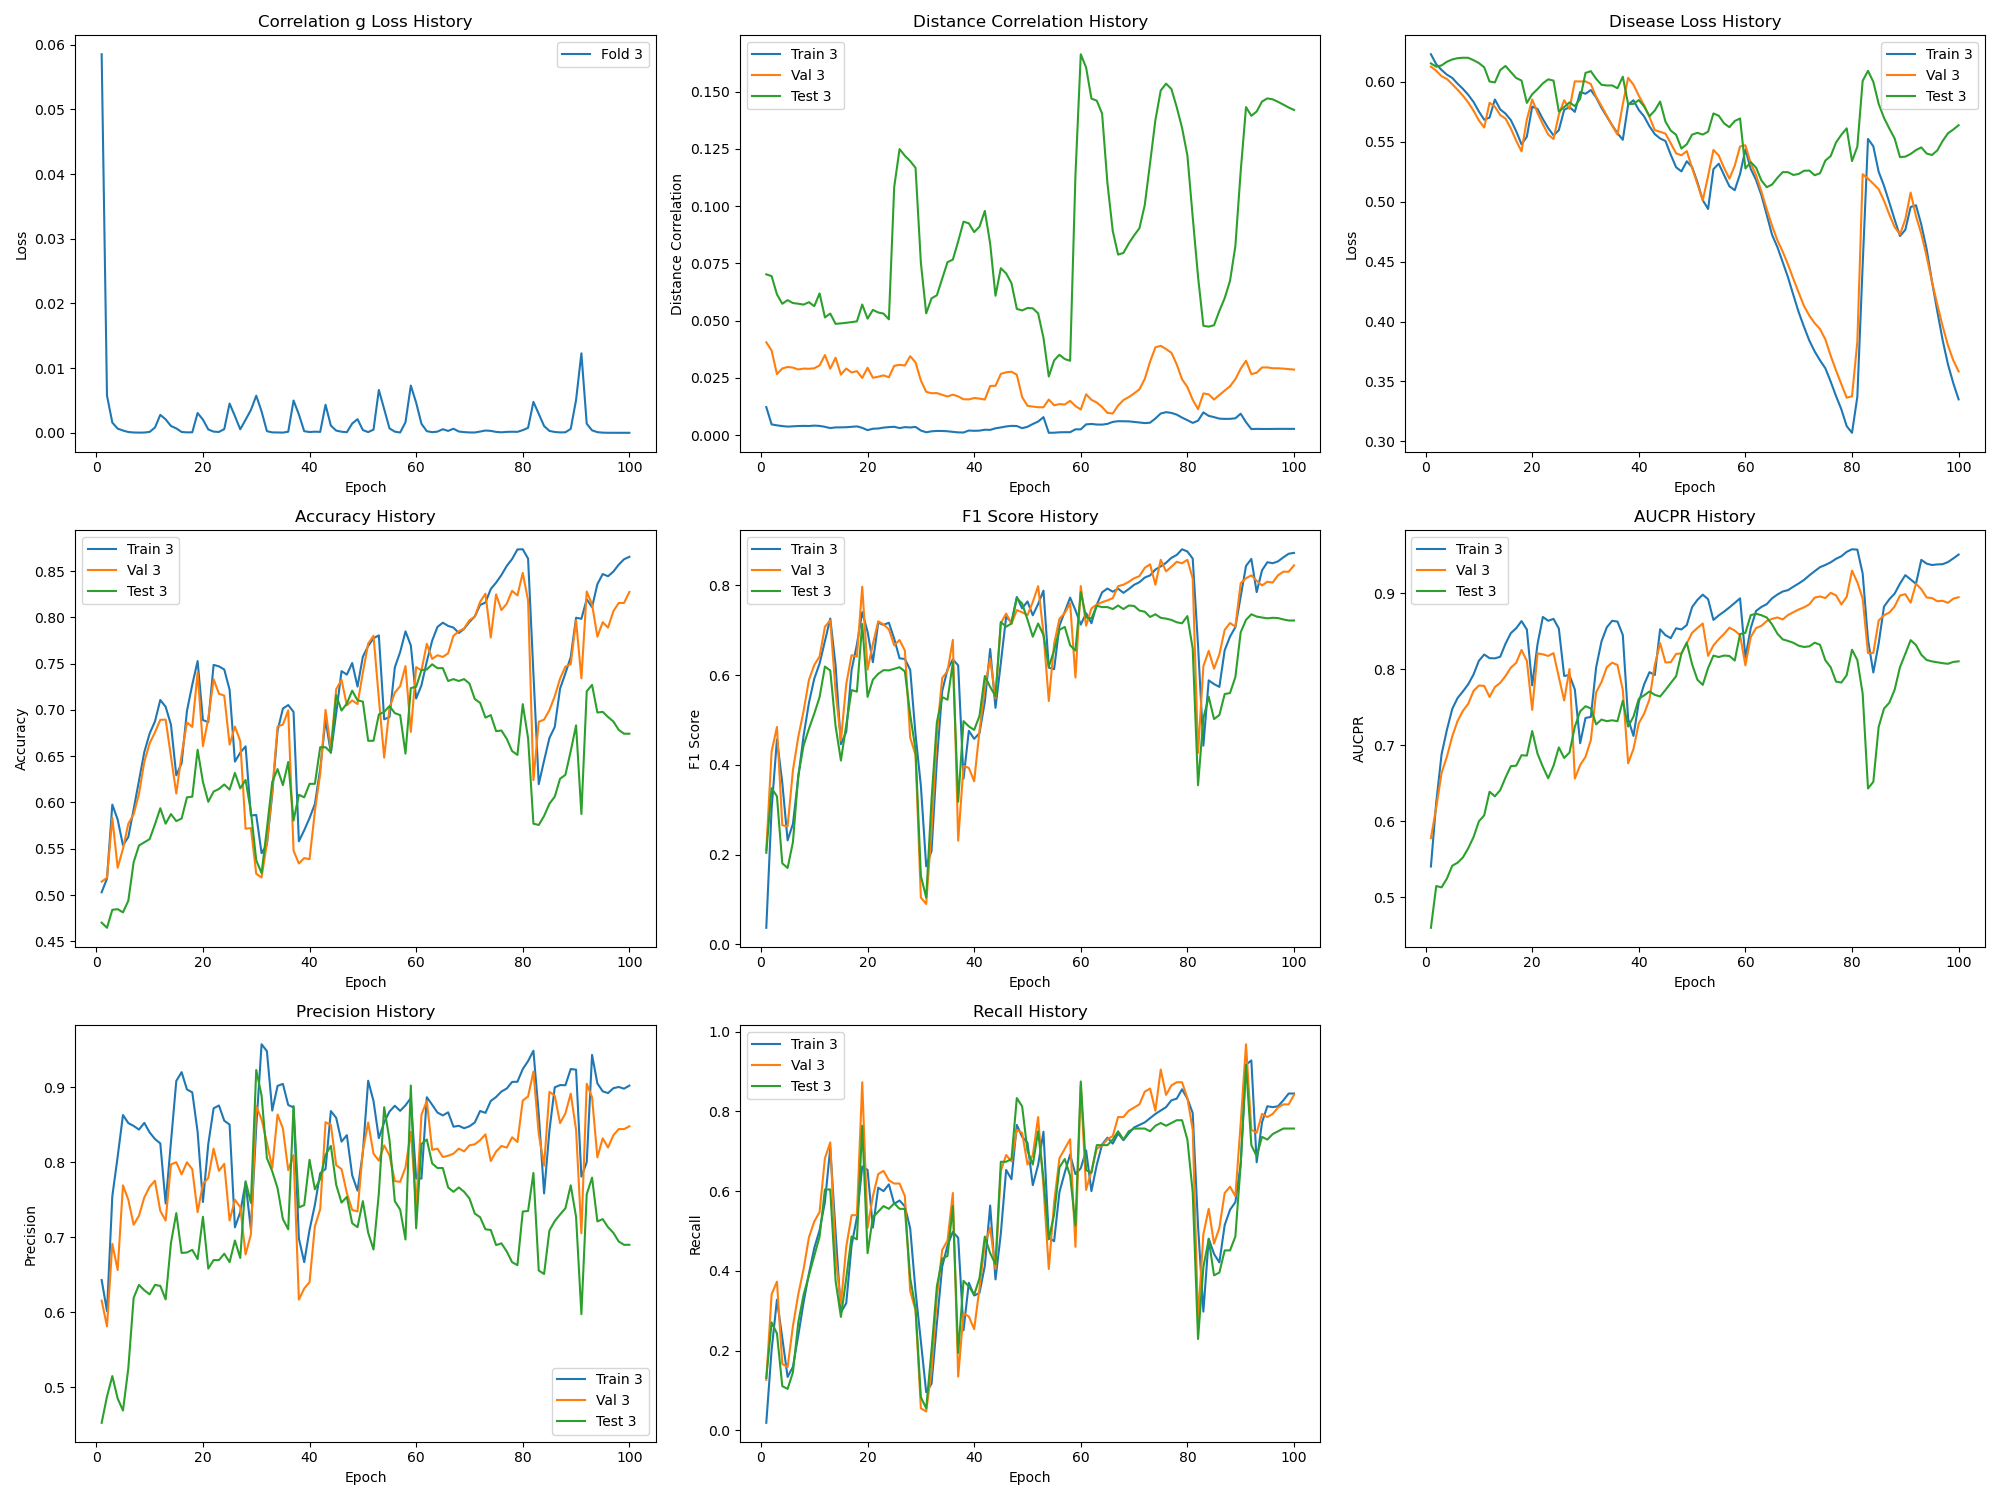 Correlation g Loss History
Loss
0.06
0.05
0.04
0.03
0.02
0.01
0.00
0 20 40 60 80 100
Epoch
Fold 3
Distance Correlation History
Distance Correlation
0.150
0.125
0.100
0.075
0.050
0.025
0.000
0 20 40 60 80 100
Epoch
Train 3
Val 3
Test 3
Disease Loss History
Loss
0.60
0.55
0.50
0.45
0.40
0.35
0.30
0 20 40 60 80 100
Epoch
Train 3
Val 3
Test 3
Accuracy History
Accuracy
0.85
0.80
0.75
0.70
0.65
0.60
0.55
0.50
0.45
0 20 40 60 80 100
Epoch
Train 3
Val 3
Test 3
F1 Score History
F1 Score
0.8
0.6
0.4
0.2
0.0
0 20 40 60 80 100
Epoch
Train 3
Val 3
Test 3
AUCPR History
AUCPR
0.9
0.8
0.7
0.6
0.5
0 20 40 60 80 100
Epoch
Train 3
Val 3
Test 3
Precision History
Precision
0.9
0.8
0.7
0.6
0.5
0 20 40 60 80 100
Epoch
Train 3
Val 3
Test 3
Recall History
Recall
1.0
0.8
0.6
0.4
0.2
0.0
0 20 40 60 80 100
Epoch
Train 3
Val 3
Test 3